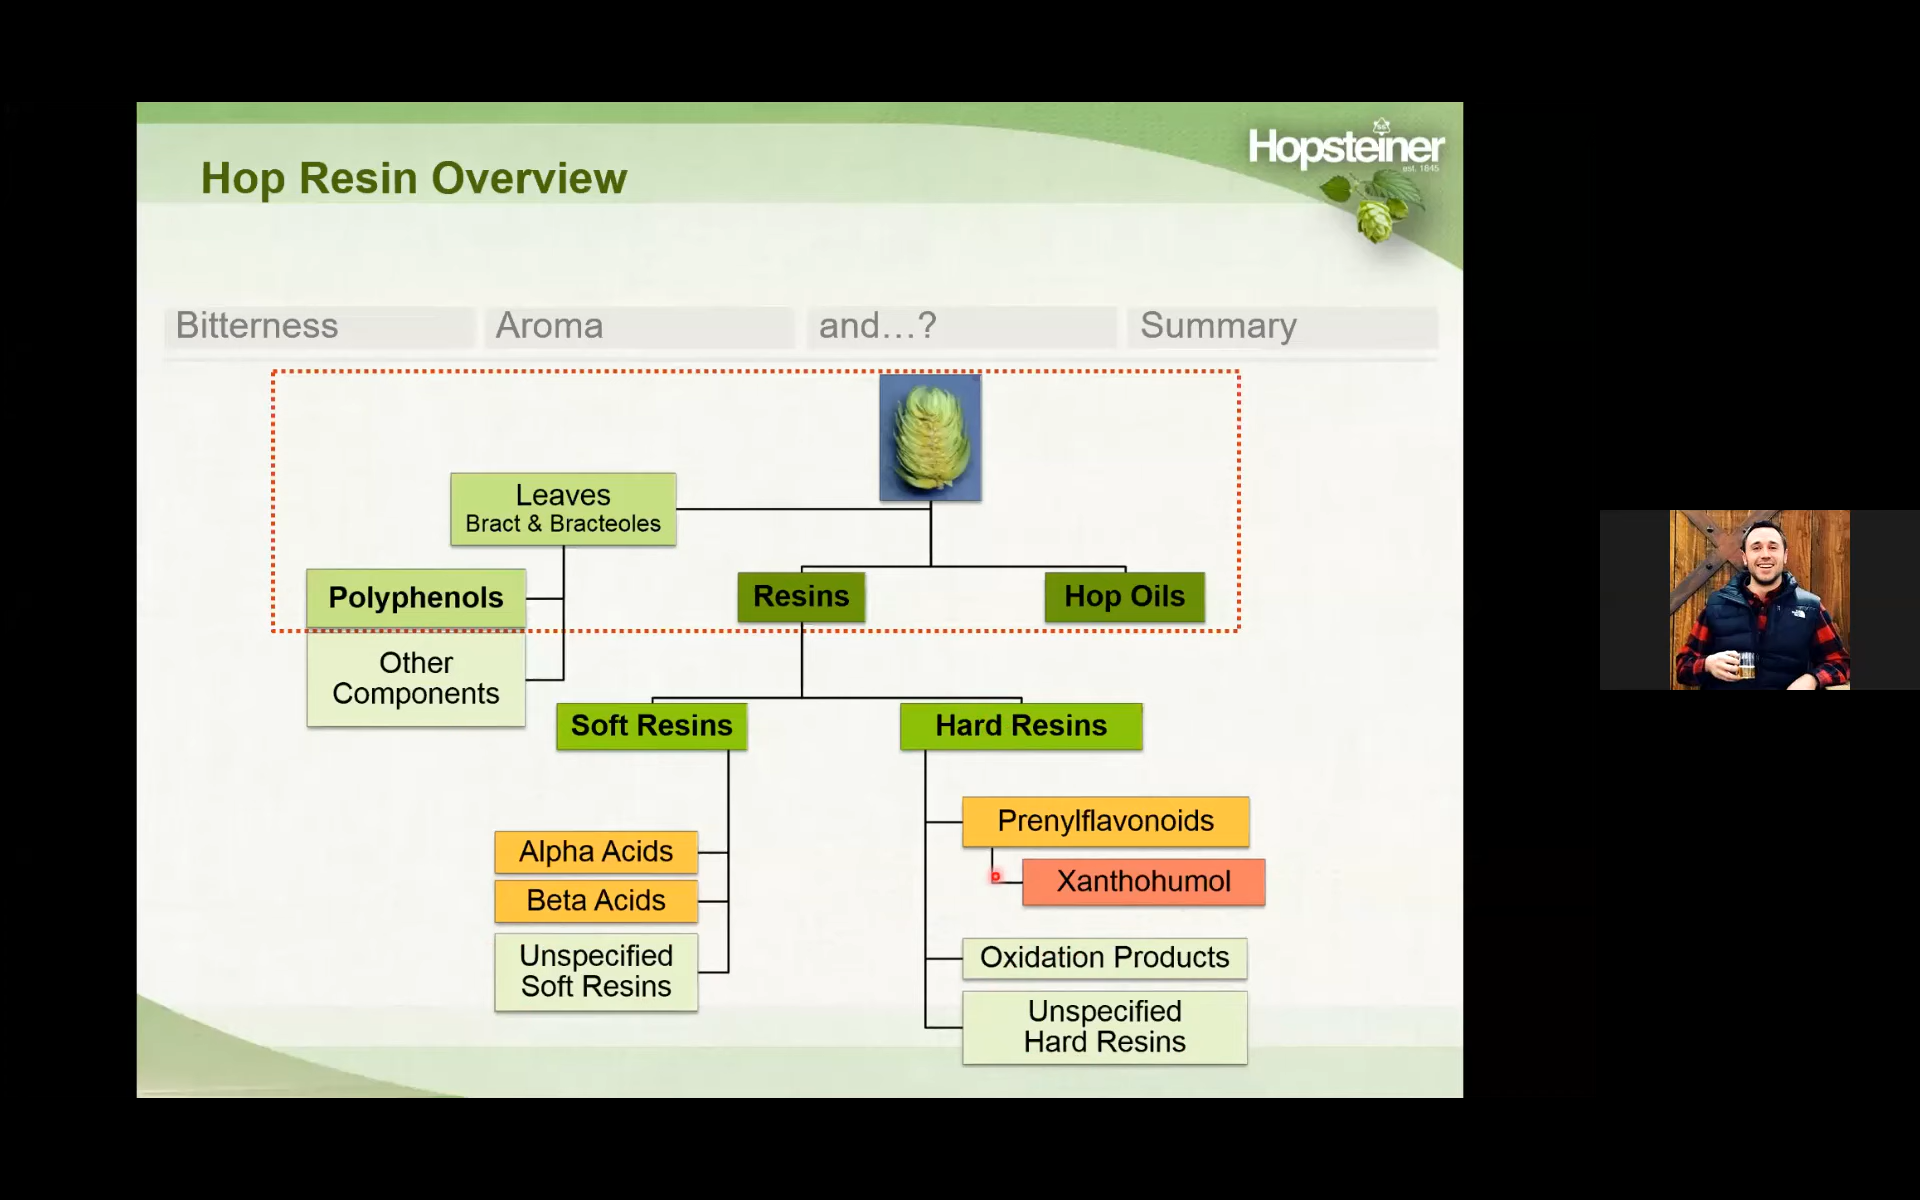 Hop Resin Overview
Hopsteiner
est. 1845
Bitterness
Aroma
and...?
Summary
Leaves
Bract & Bracteoles
Polyphenols
Resins
Hop Oils
Other
Components
Soft Resins
Hard Resins
Alpha Acids
Beta Acids
Unspecified
Soft Resins
Prenylflavonoids
Xanthohumol
Oxidation Products
Unspecified
Hard Resins